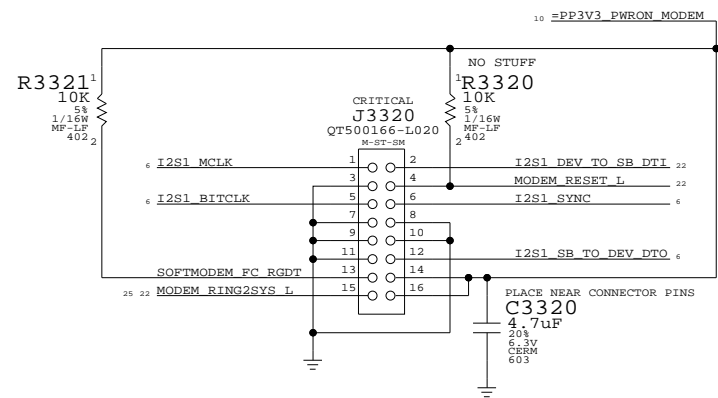 10 =PP3V3_PWRON_MODEM
NO STUFF
R3321
1
10K
5%
1/16W
MF-LF
402
2
1
R3320
10K
5%
1/16W
MF-LF
402
2
CRITICAL
J3320
QT500166-L020
M-ST-SM
6 I2S1_MCLK 1 2 I2S1_DEV_TO_SB_DTI 22
3 4 MODEM_RESET_L 22
6 I2S1_BITCLK 5 6 I2S1_SYNC 6
7 8
9 10
11 12 I2S1_SB_TO_DEV_DTO 6
SOFTMODEM_FC_RGDT 13 14
25 22 MODEM_RING2SYS_L 15 16
PLACE NEAR CONNECTOR PINS
C3320
4.7uF
20%
6.3V
CERM
603